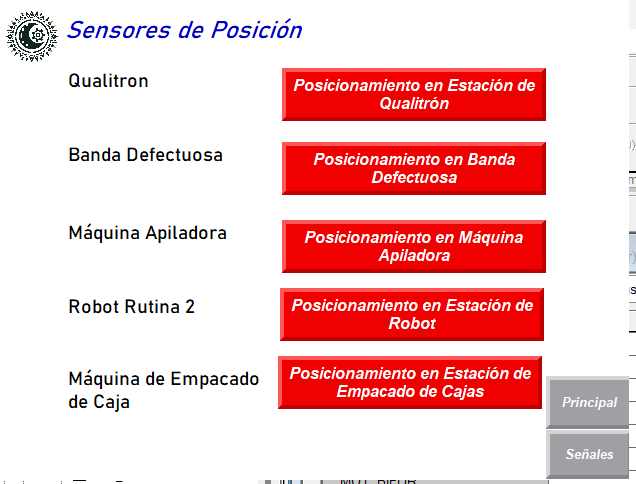 Sensores de Posición
Qualitron
Posicionamiento en Estación de
Qualitrón
Banda Defectuosa
Posicionamiento en Banda
Defectuosa
Máquina Apiladora
Posicionamiento en Máquina
Apiladora
Robot Rutina 2
Posicionamiento en Estación de
Robot
Máquina de Empacado
de Caja
Posicionamiento en Estación de
Empacado de Cajas
Principal
Señales